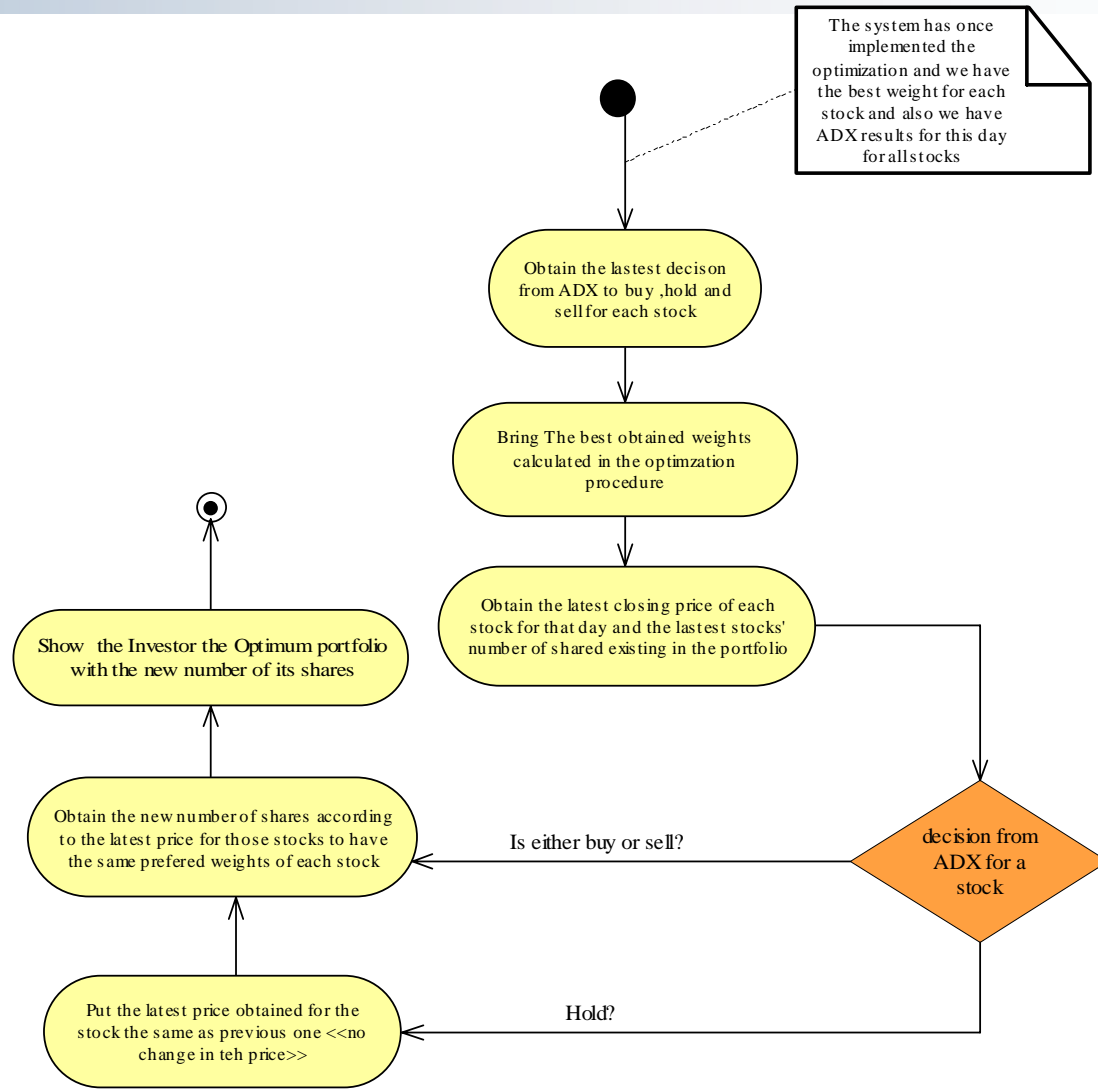 The system has once
implemented the
optimization and we have
the best weight for each
stock and also we have
ADX results for this day
for all stocks
Obtain the lastest decison
from ADX to buy ,hold and
sell for each stock
Bring The best obtained weights
calculated in the optimzation
procedure
Obtain the latest closing price of each
stock for that day and the lastest stocks'
number of shared existing in the portfolio
Show the Investor the Optimum portfolio
with the new number of its shares
Obtain the new number of shares according
to the latest price for those stocks to have
the same prefered weights of each stock
Is either buy or sell?
decision from
ADX for a
stock
Put the latest price obtained for the
stock the same as previous one <<no
change in teh price>>
Hold?